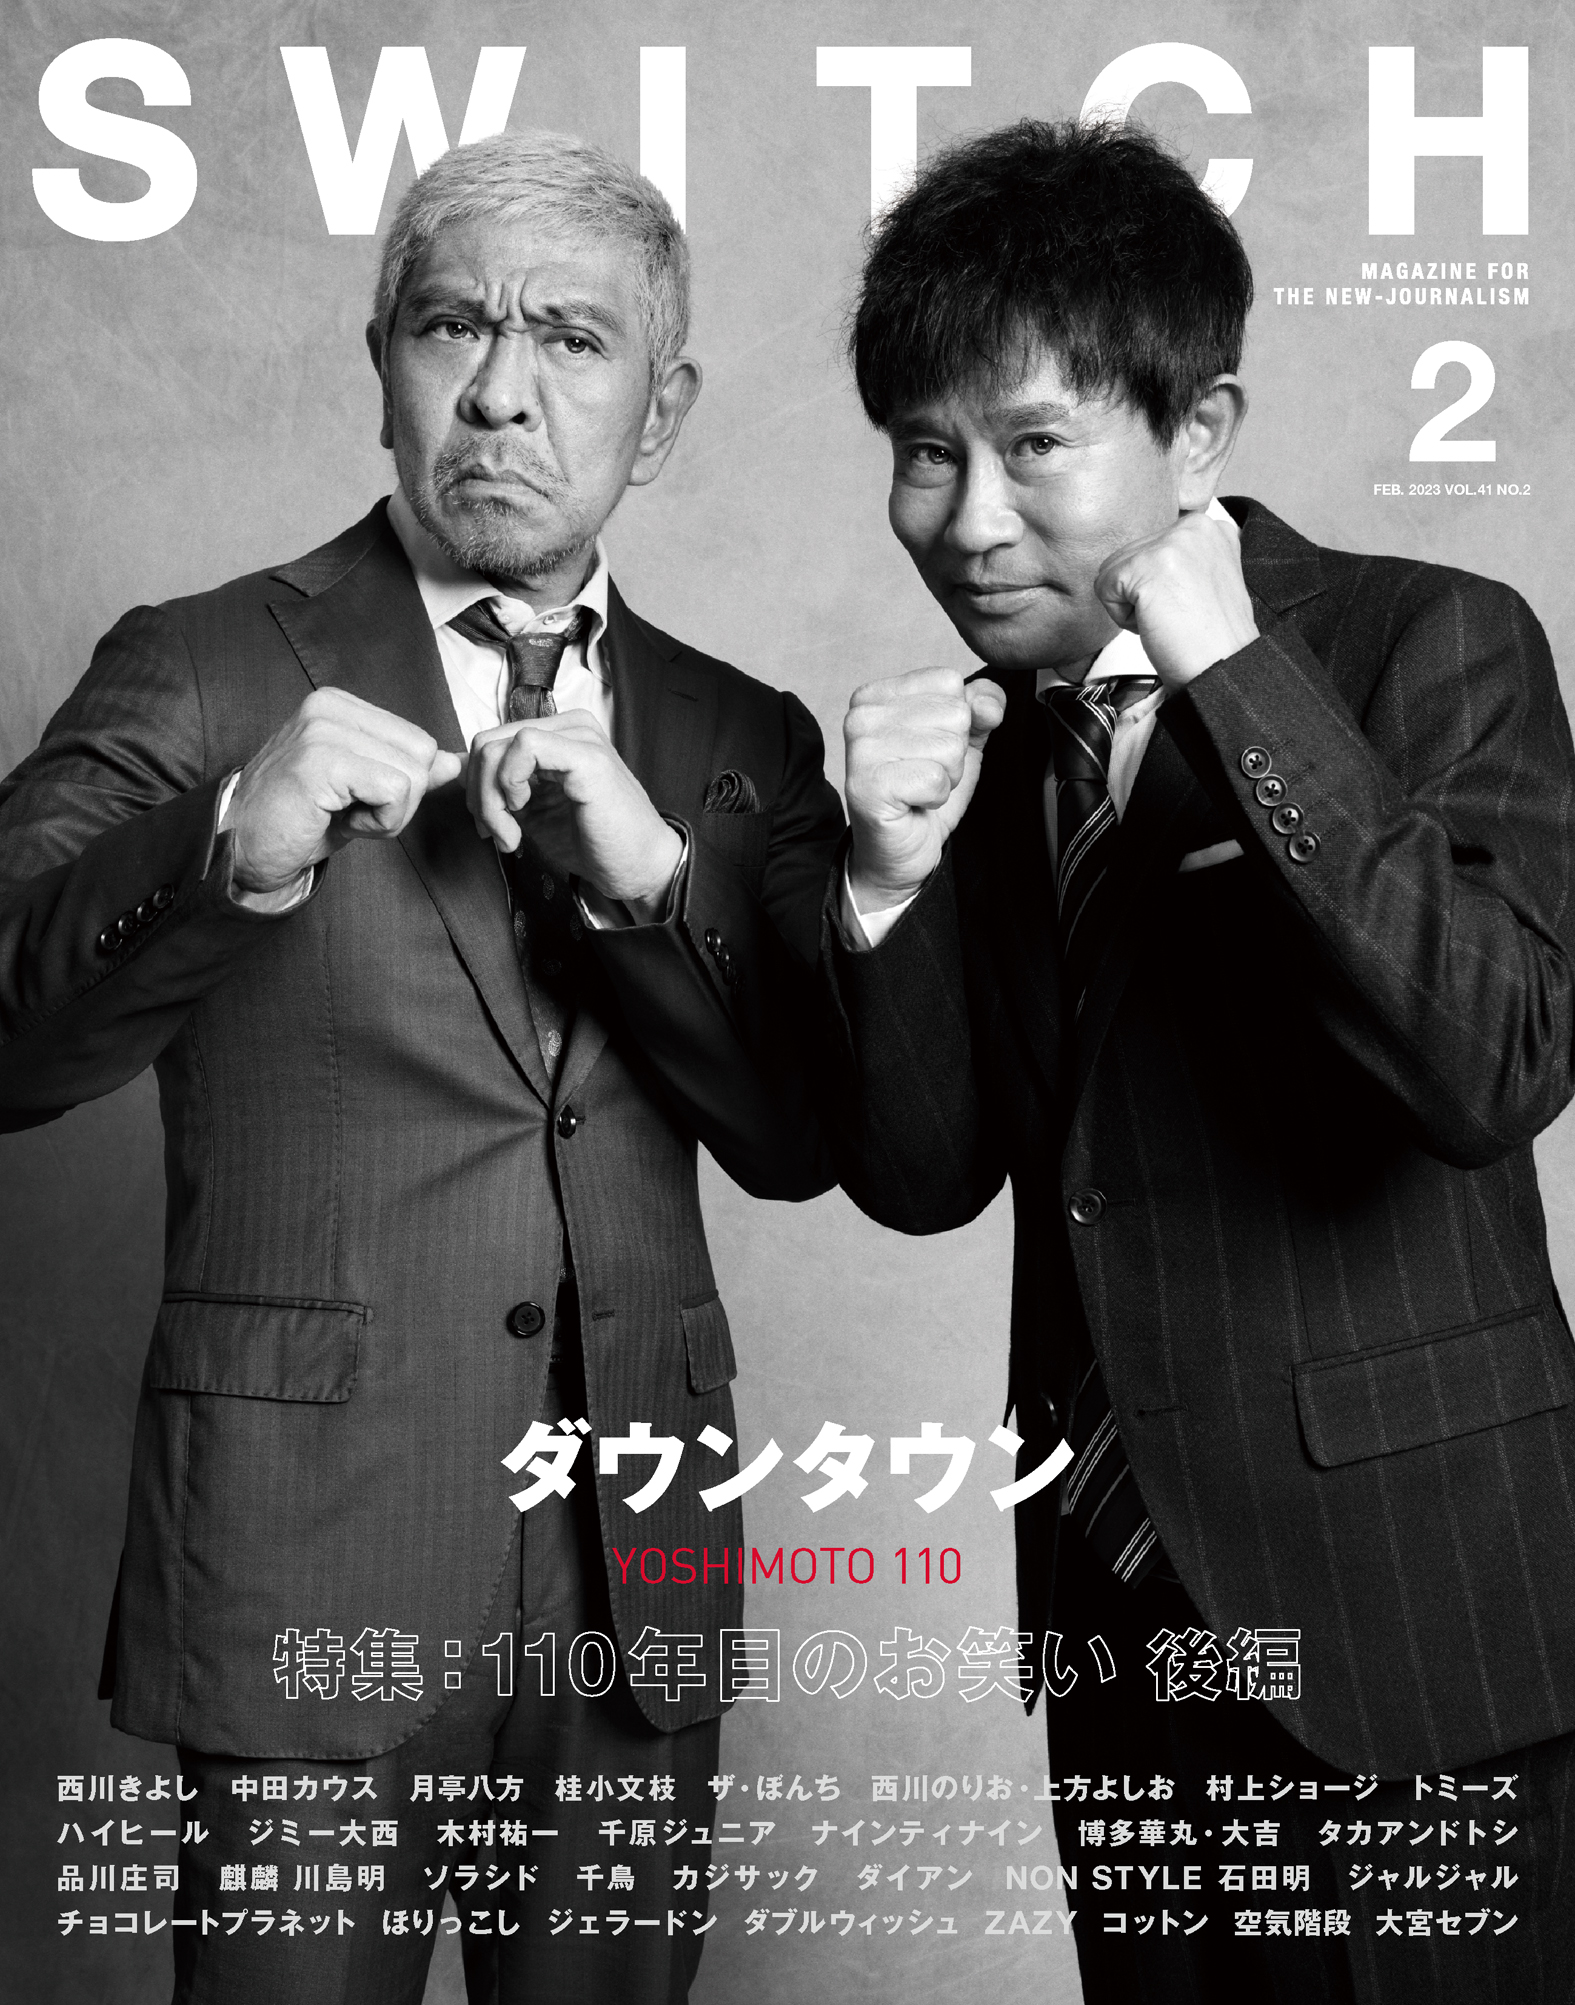 SWITCH
MAGAZINE FOR
THE NEW-JOURNALISM
2
FEB. 2023 VOL.41 NO.2
ダウンタウン
YOSHIMOTO 110
特集：110年目のお笑い 後編
西川きよし 中田カウス 月亭八方 桂小文枝 ザ・ぼんち 西川のりお・上方よしお 村上ショージ トミーズ
ハイヒール ジミー大西 木村祐一 千原ジュニア ナインティナイン 博多華丸・大吉 タカアンドトシ
品川庄司 麒麟 川島明 ソラシド 千鳥 カジサック ダイアン NON STYLE 石田明 ジャルジャル
チョコレートプラネット ほりっこし ジェラードン ダブルウィッシュ ZAZY コットン 空気階段 大宮セブン